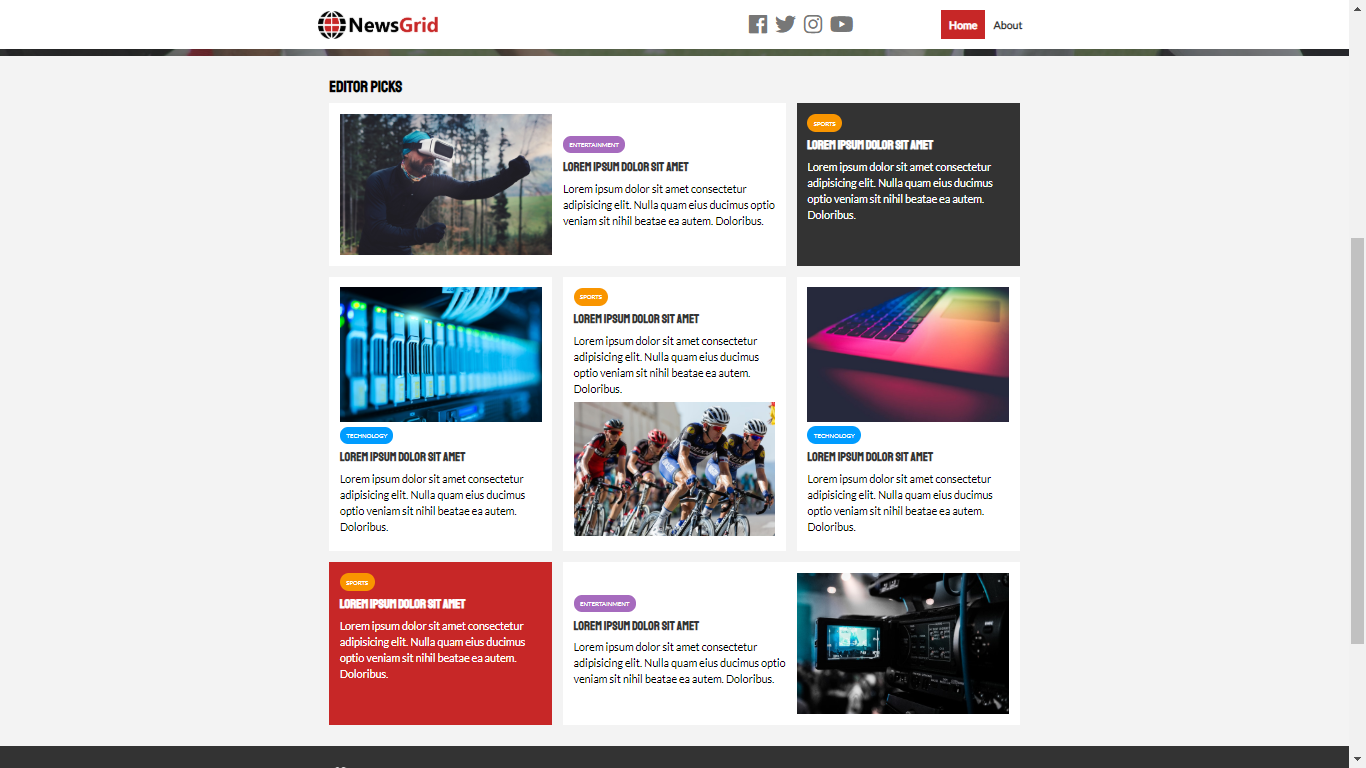 NewsGrid
Home
About
EDITOR PICKS
ENTERTAINMENT
LOREM IPSUM DOLOR SIT AMET
Lorem ipsum dolor sit amet consectetur
adipisicing elit. Nulla quam eius ducimus optio
veniam sit nihil beatae ea autem. Doloribus.
SPORTS
LOREM IPSUM DOLOR SIT AMET
Lorem ipsum dolor sit amet consectetur
adipisicing elit. Nulla quam eius ducimus
optio veniam sit nihil beatae ea autem.
Doloribus.
TECHNOLOGY
LOREM IPSUM DOLOR SIT AMET
Lorem ipsum dolor sit amet consectetur
adipisicing elit. Nulla quam eius ducimus
optio veniam sit nihil beatae ea autem.
Doloribus.
SPORTS
LOREM IPSUM DOLOR SIT AMET
Lorem ipsum dolor sit amet consectetur
adipisicing elit. Nulla quam eius ducimus
optio veniam sit nihil beatae ea autem.
Doloribus.
TECHNOLOGY
LOREM IPSUM DOLOR SIT AMET
Lorem ipsum dolor sit amet consectetur
adipisicing elit. Nulla quam eius ducimus
optio veniam sit nihil beatae ea autem.
Doloribus.
SPORTS
LOREM IPSUM DOLOR SIT AMET
Lorem ipsum dolor sit amet consectetur
adipisicing elit. Nulla quam eius ducimus
optio veniam sit nihil beatae ea autem.
Doloribus.
ENTERTAINMENT
LOREM IPSUM DOLOR SIT AMET
Lorem ipsum dolor sit amet consectetur
adipisicing elit. Nulla quam eius ducimus optio
veniam sit nihil beatae ea autem. Doloribus.